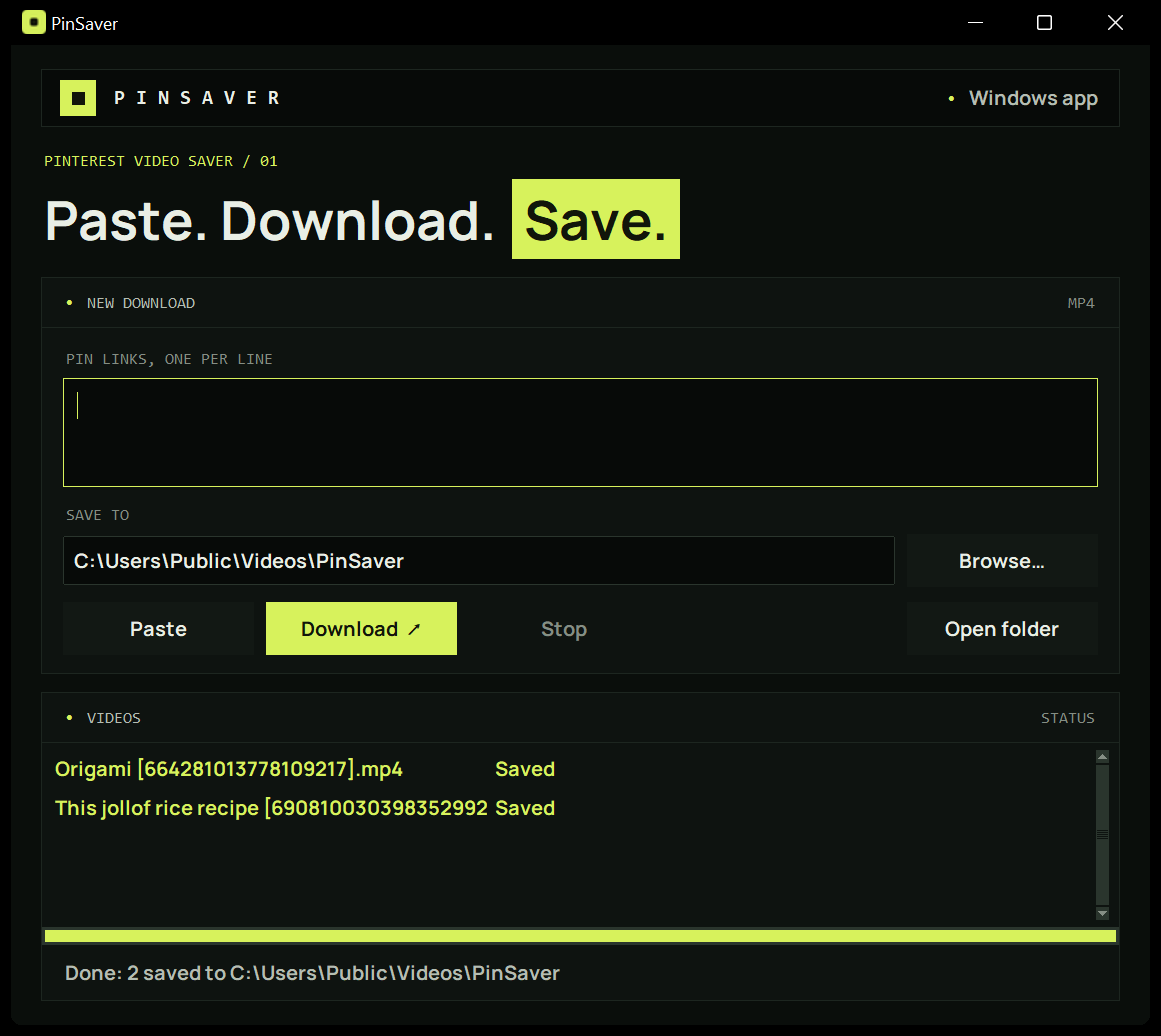 PinSaver
PINSAVER
• Windows app
PINTEREST VIDEO SAVER / 01
Paste. Download. Save.
• NEW DOWNLOAD
MP4
PIN LINKS, ONE PER LINE
SAVE TO
C:\Users\Public\Videos\PinSaver
Browse…
Paste
Download ↗
Stop
Open folder
• VIDEOS
STATUS
Origami [664281013778109217].mp4 Saved
This jollof rice recipe [690810030398352992 Saved
Done: 2 saved to C:\Users\Public\Videos\PinSaver